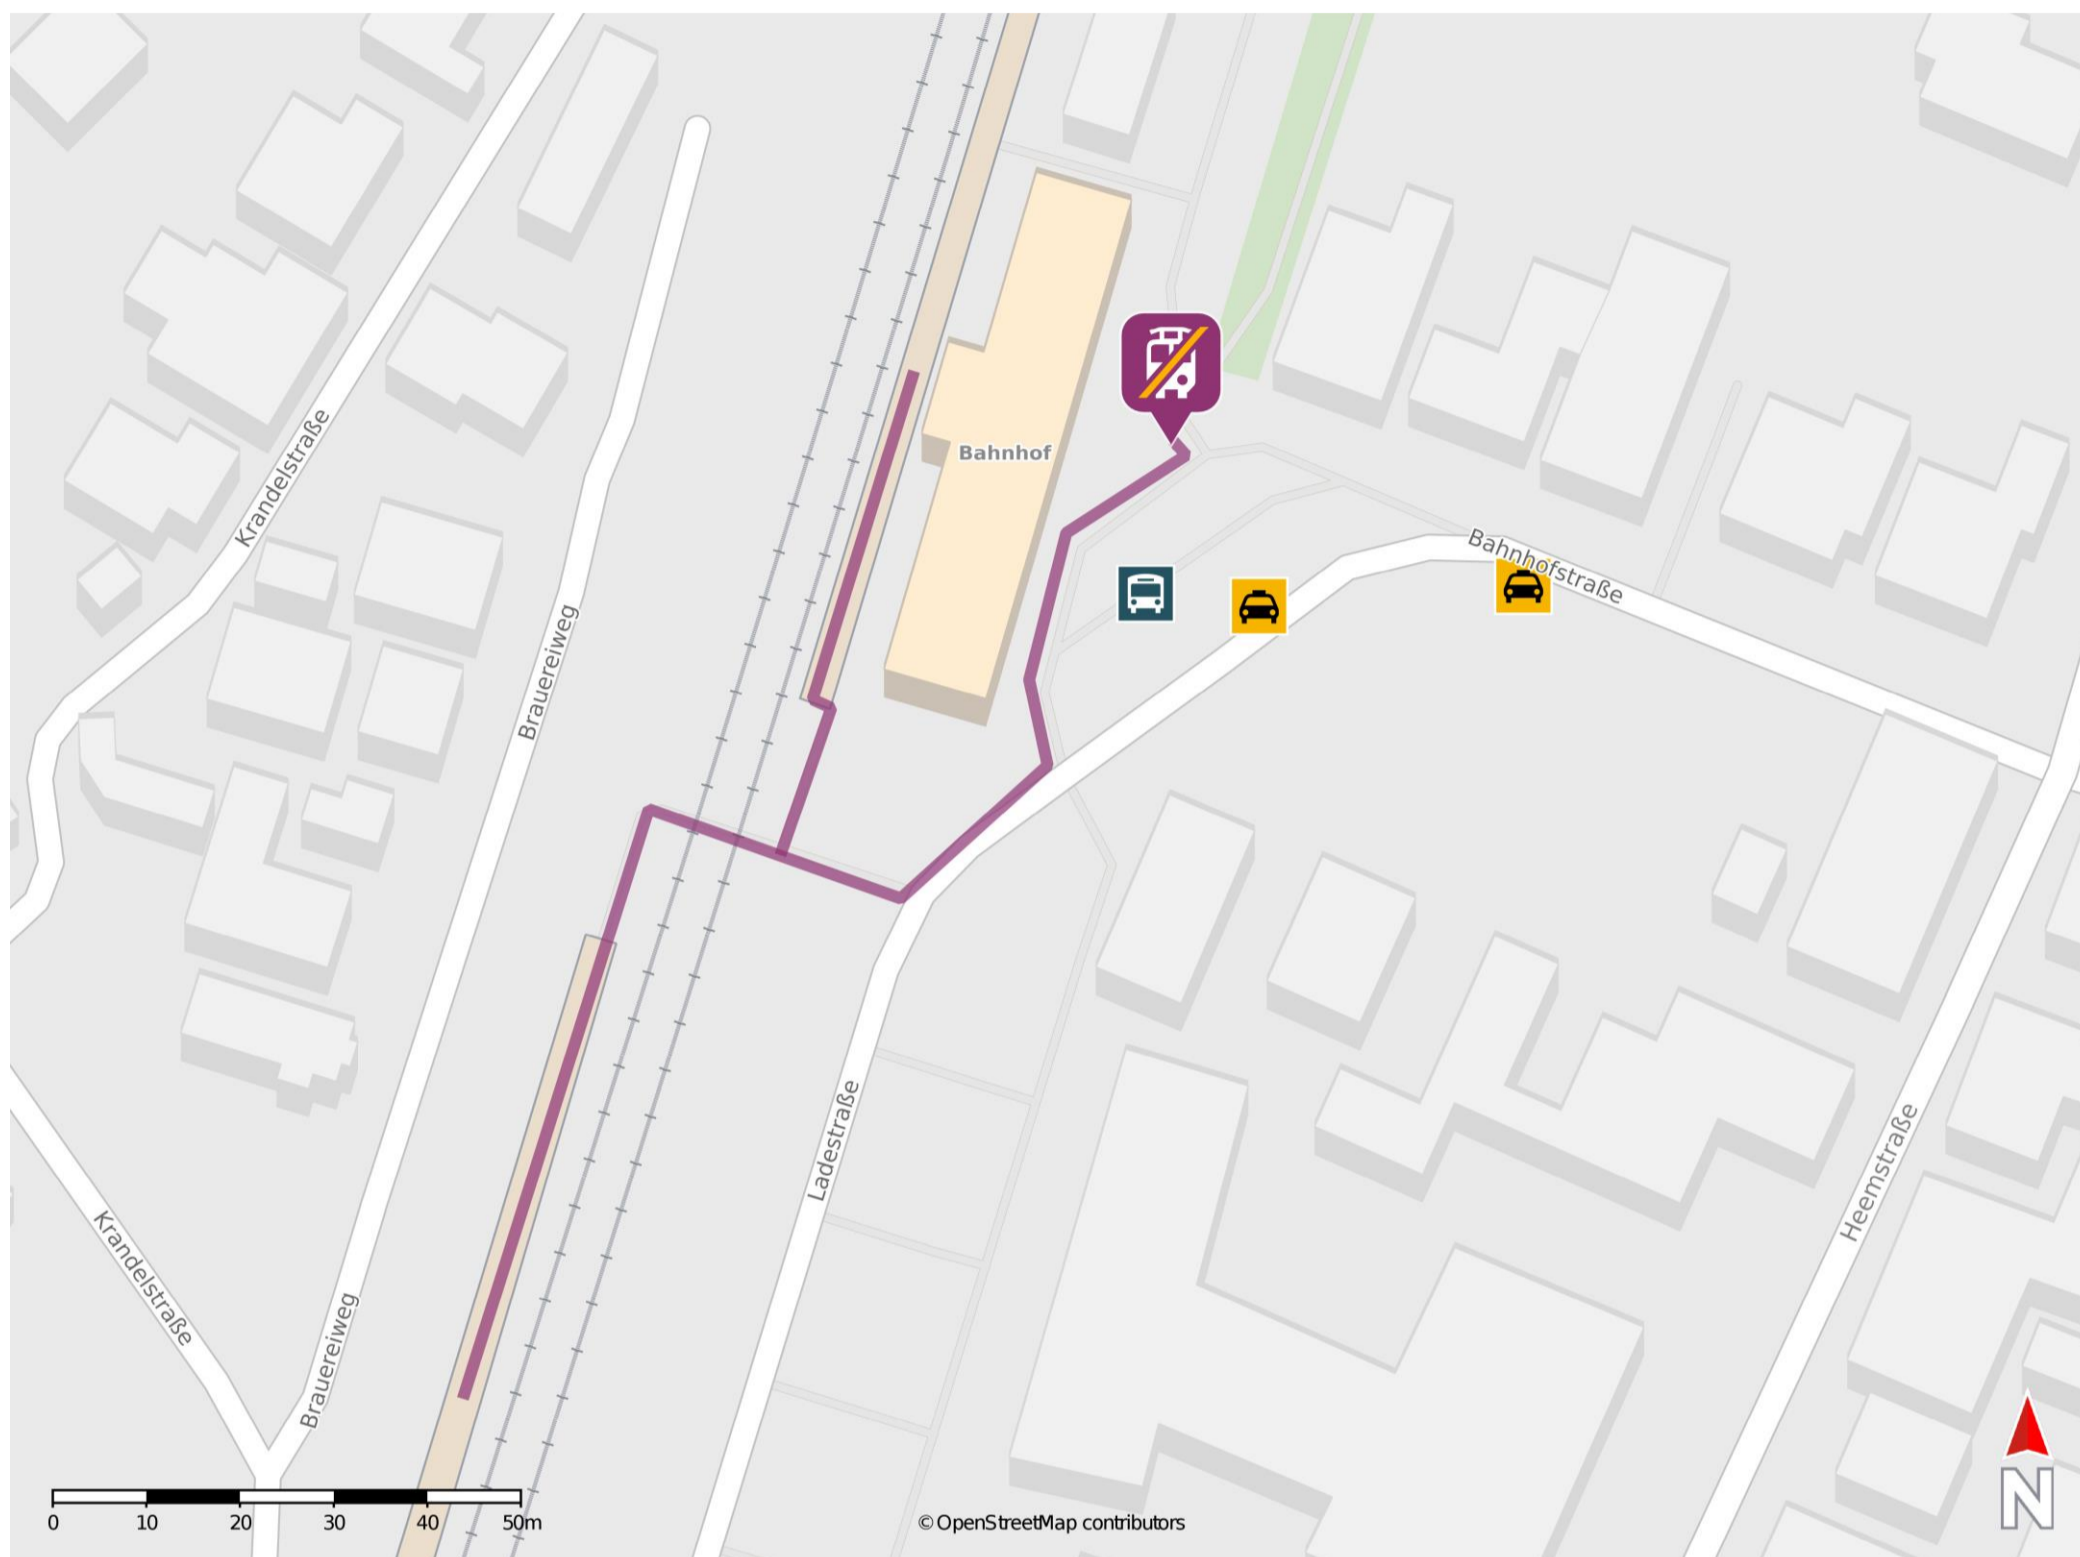 Krandelstraße
Bahnhof
Bahnhofstraße
Brauereiweg
Ladestraße
Heemstraße
Krandelstraße
Brauereiweg
0 10 20 30 40 50m
© OpenStreetMap contributors
N